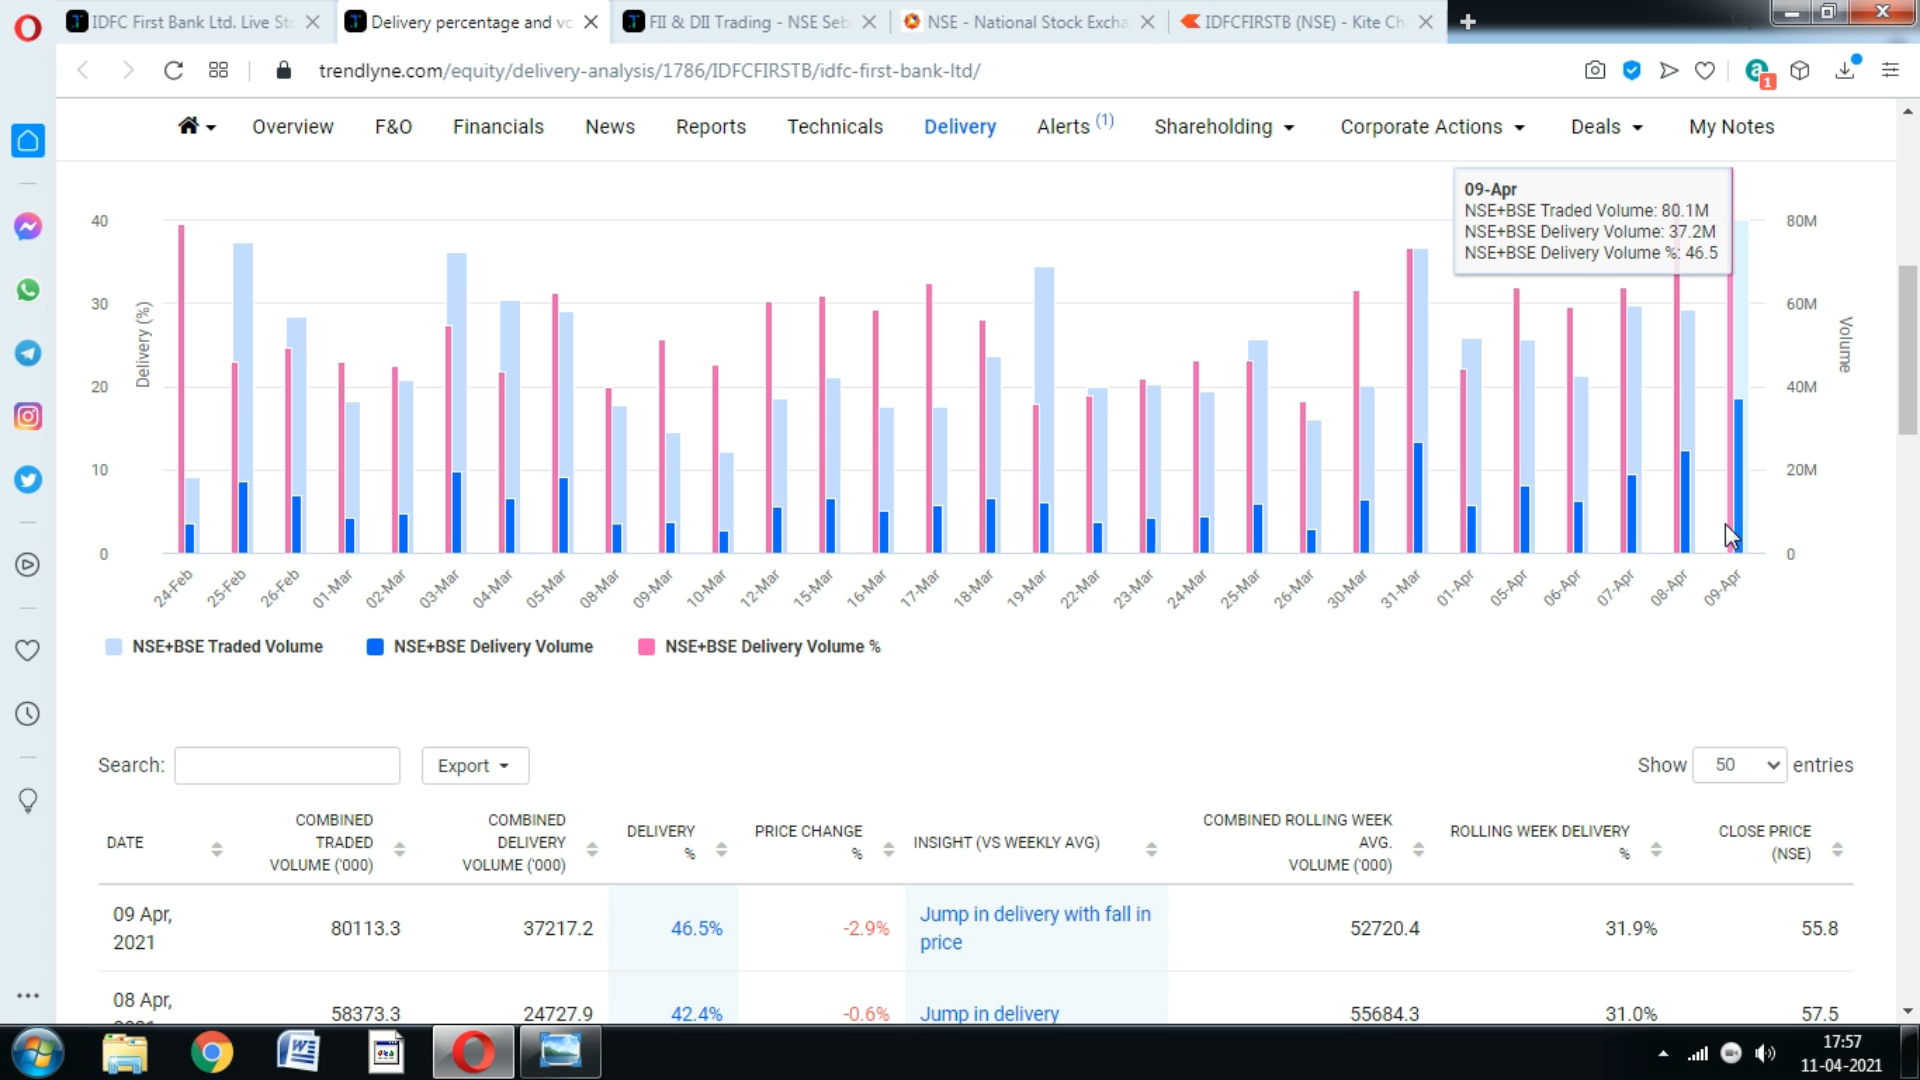 IDFC First Bank Ltd. Live Sto
Delivery percentage and vo
FII & DII Trading - NSE Seb
NSE - National Stock Excha
IDFCFIRSTB (NSE) - Kite Ch
trendlyne.com/equity/delivery-analysis/1786/IDFCFIRSTB/idfc-first-bank-ltd/
1
Overview F&O Financials News Reports Technicals Delivery Alerts (1) Shareholding Corporate Actions Deals My Notes
09-Apr
NSE+BSE Traded Volume: 80.1M
NSE+BSE Delivery Volume: 37.2M
NSE+BSE Delivery Volume %: 46.5
40
30
20
10
0
Delivery (%)
80M
60M
40M
20M
0
Volume
24-Feb 25-Feb 26-Feb 01-Mar 02-Mar 03-Mar 04-Mar 05-Mar 08-Mar 09-Mar 10-Mar 12-Mar 15-Mar 16-Mar 17-Mar 18-Mar 19-Mar 22-Mar 23-Mar 24-Mar 25-Mar 26-Mar 30-Mar 31-Mar 01-Apr 05-Apr 06-Apr 07-Apr 08-Apr 09-Apr
NSE+BSE Traded Volume NSE+BSE Delivery Volume NSE+BSE Delivery Volume %
Search: Export Show 50 entries
DATE
COMBINED
TRADED
VOLUME ('000)
COMBINED
DELIVERY
VOLUME ('000)
DELIVERY
%
PRICE CHANGE
%
INSIGHT (VS WEEKLY AVG)
COMBINED ROLLING WEEK
AVG.
VOLUME ('000)
ROLLING WEEK DELIVERY
%
CLOSE PRICE
(NSE)
09 Apr,
2021
80113.3 37217.2 46.5% -2.9%
Jump in delivery with fall in
price
52720.4 31.9% 55.8
08 Apr,
58373.3 24727.9 42.4% -0.6% Jump in delivery 55684.3 31.0% 57.5
17:57
11-04-2021